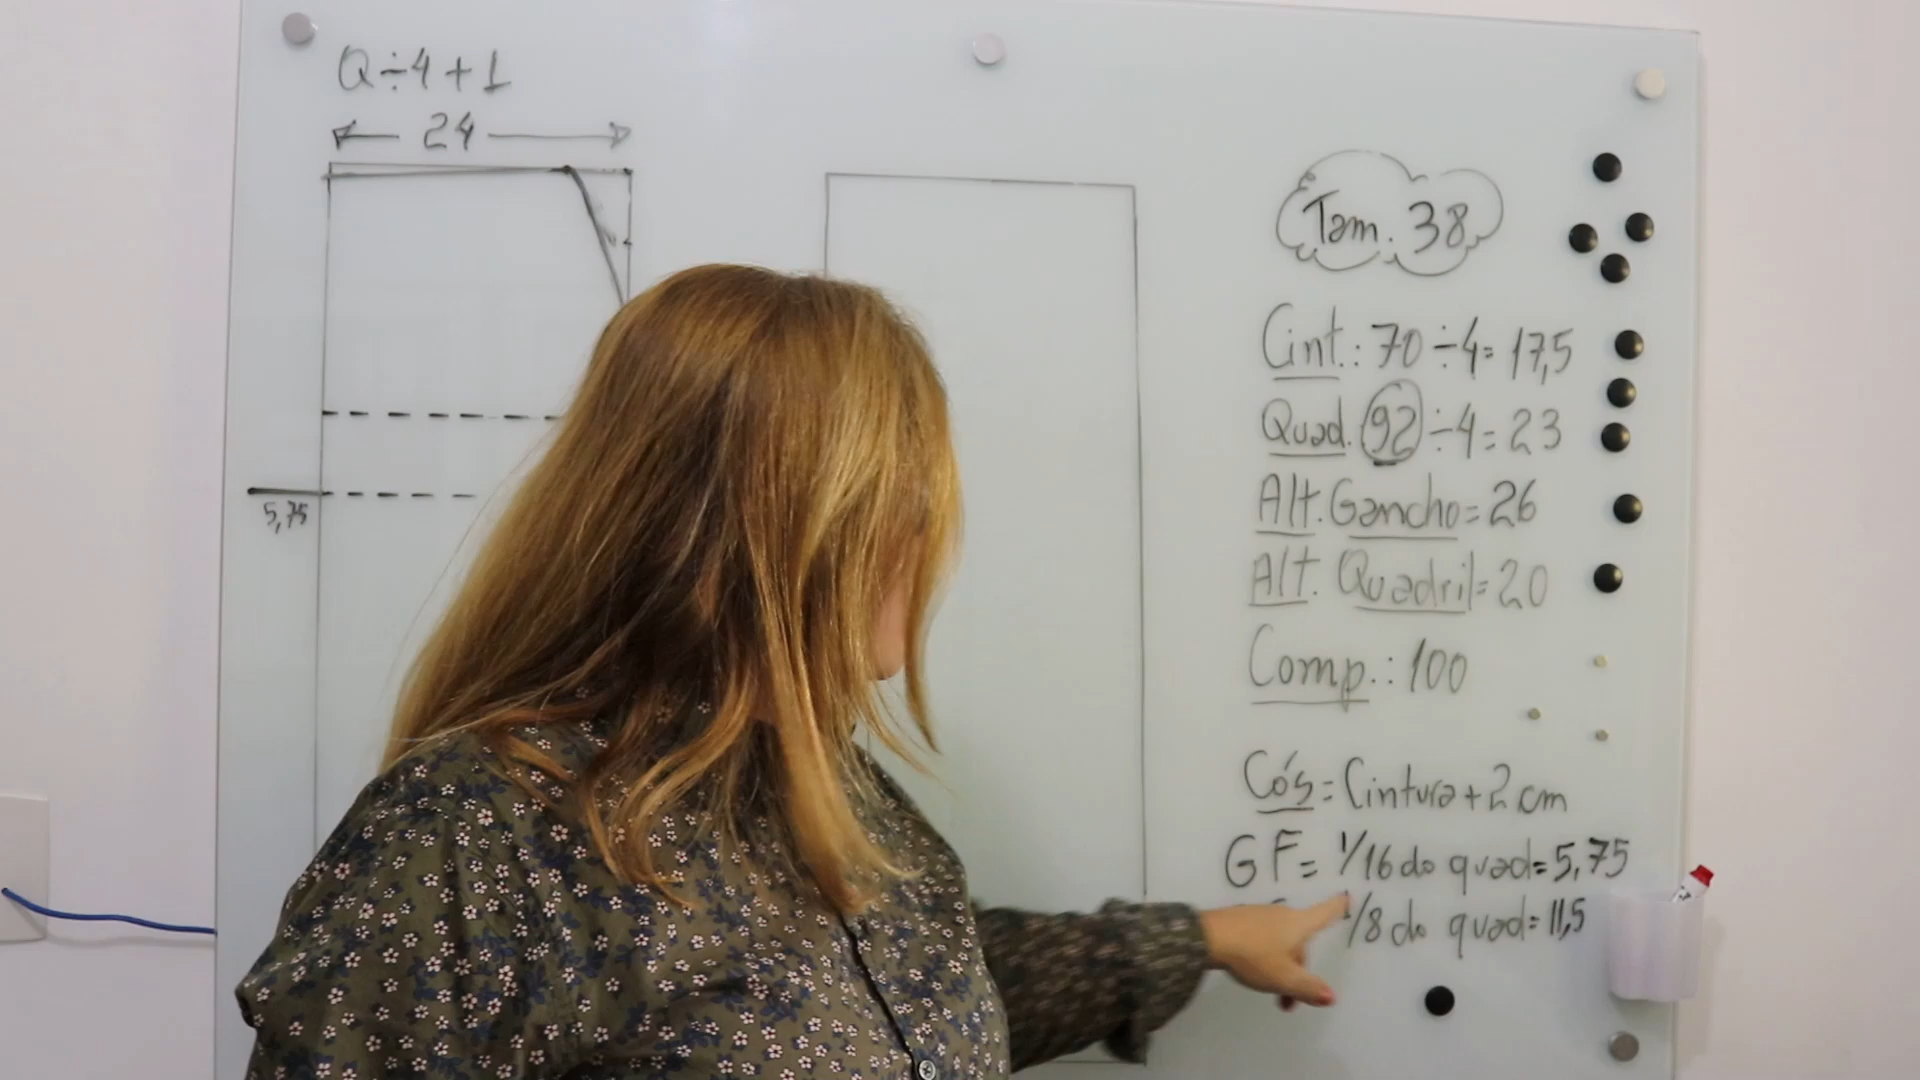 Q÷4+1
24
5,75
Tam. 38
Cint.: 70÷4=17,5
Quad. 92÷4=23
Alt. Gancho=26
Alt. Quadril=20
Comp.: 100
Cós=Cintura+2cm
GF=1/16 do quad=5,75
1/8 do quad=11,5